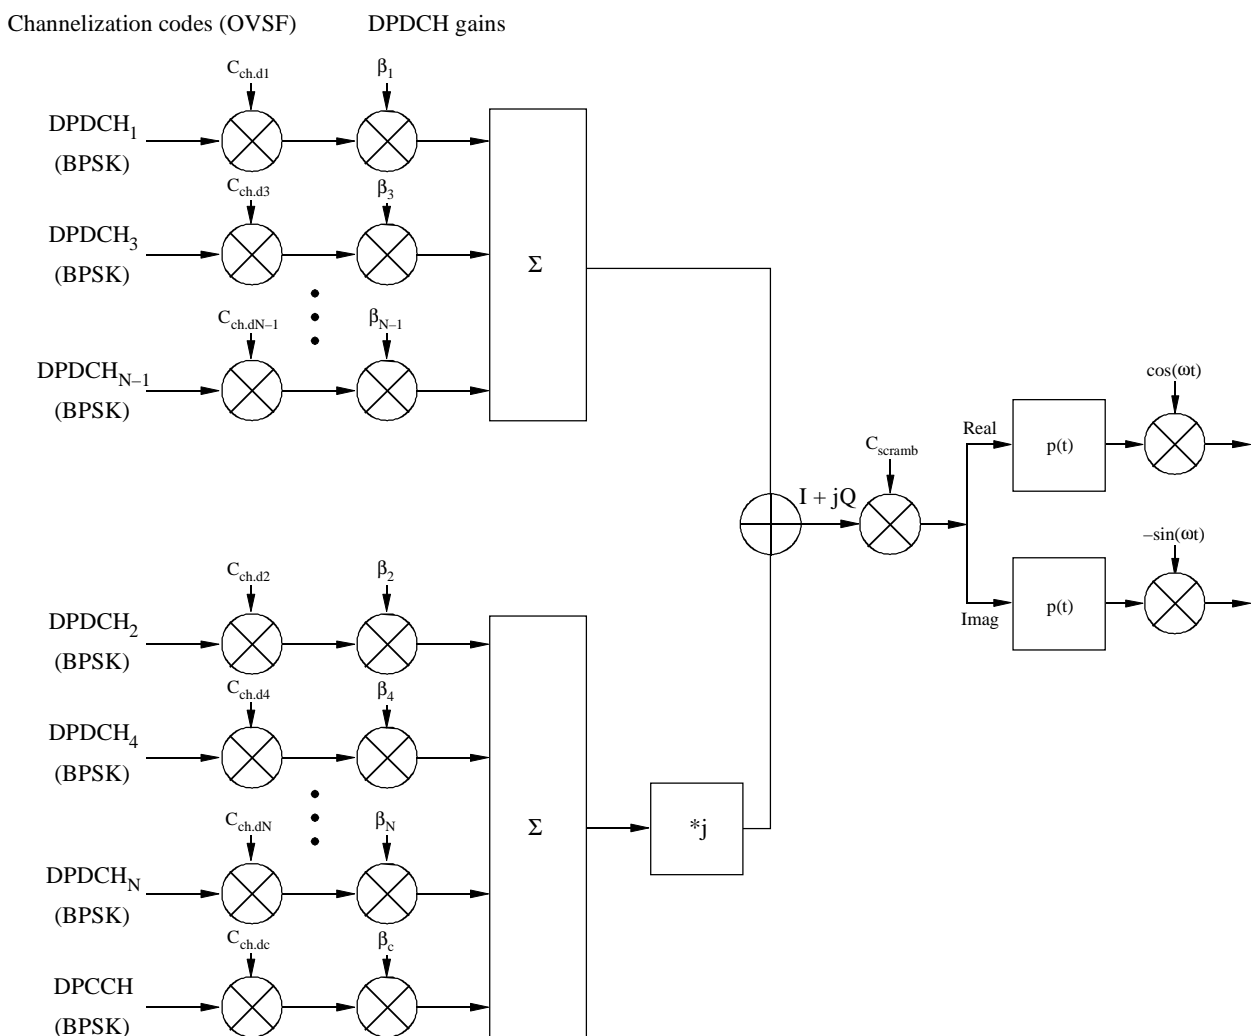 Channelization codes (OVSF) DPDCH gains
C_ch.d1 β_1
DPDCH_1
(BPSK)
C_ch.d3 β_3
DPDCH_3
(BPSK)
Σ
C_ch.dN–1 β_N–1
DPDCH_N–1
(BPSK)
cos(ωt)
Real
p(t)
C_scramb
I + jQ
–sin(ωt)
p(t)
Imag
C_ch.d2 β_2
DPDCH_2
(BPSK)
C_ch.d4 β_4
DPDCH_4
(BPSK)
Σ
*j
C_ch.dN β_N
DPDCH_N
(BPSK)
C_ch.dc β_c
DPCCH
(BPSK)